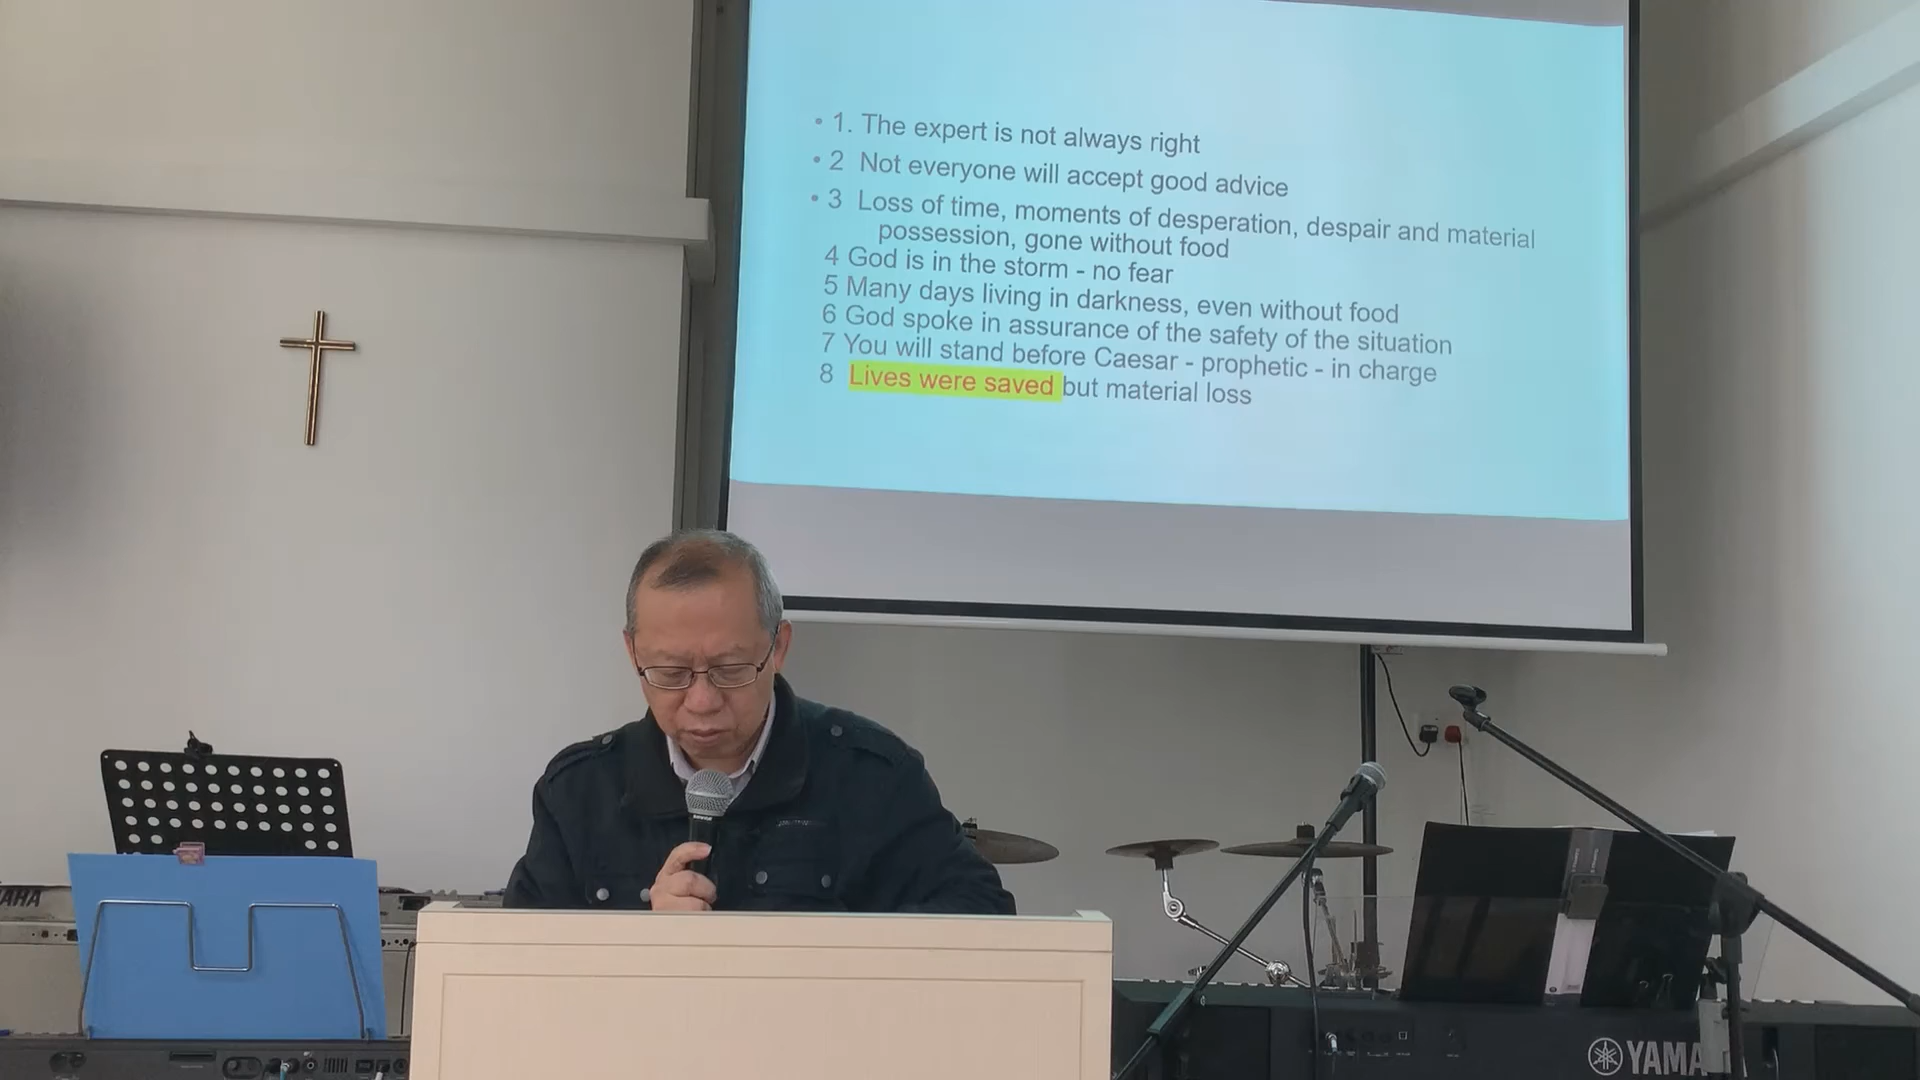 • 1. The expert is not always right
• 2 Not everyone will accept good advice
• 3 Loss of time, moments of desperation, despair and material
possession, gone without food
4 God is in the storm - no fear
5 Many days living in darkness, even without food
6 God spoke in assurance of the safety of the situation
7 You will stand before Caesar - prophetic - in charge
8 Lives were saved but material loss
AHA
YAMA